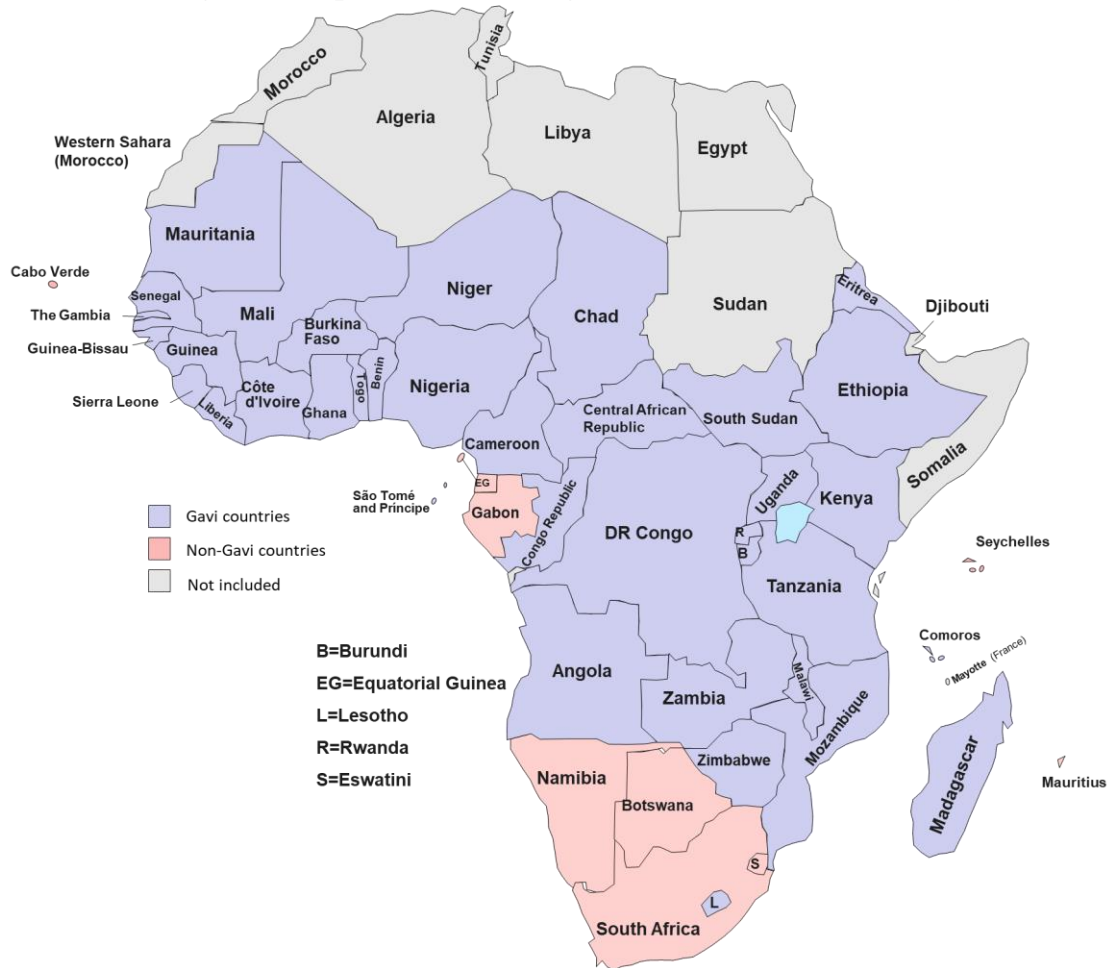 Tunisia
Morocco
Algeria
Libya
Egypt
Western Sahara
(Morocco)
Mauritania
Cabo Verde
Niger
Senegal
Mali
Chad
Sudan
Eritrea
Djibouti
The Gambia
Burkina
Faso
Guinea-Bissau
Guinea
Benin
Nigeria
Ethiopia
Togo
Sierra Leone
Liberia
Côte
d'Ivoire
Ghana
Central African
Republic
South Sudan
Cameroon
Somalia
EG
São Tomé
and Príncipe
Gabon
Congo Republic
Uganda
Kenya
Gavi countries
DR Congo
R
Seychelles
Non-Gavi countries
B
Not included
Tanzania
Comoros
Mayotte (France)
B=Burundi
Angola
Malawi
EG=Equatorial Guinea
Zambia
L=Lesotho
Mozambique
R=Rwanda
Zimbabwe
Madagascar
S=Eswatini
Namibia
Mauritius
Botswana
S
L
South Africa